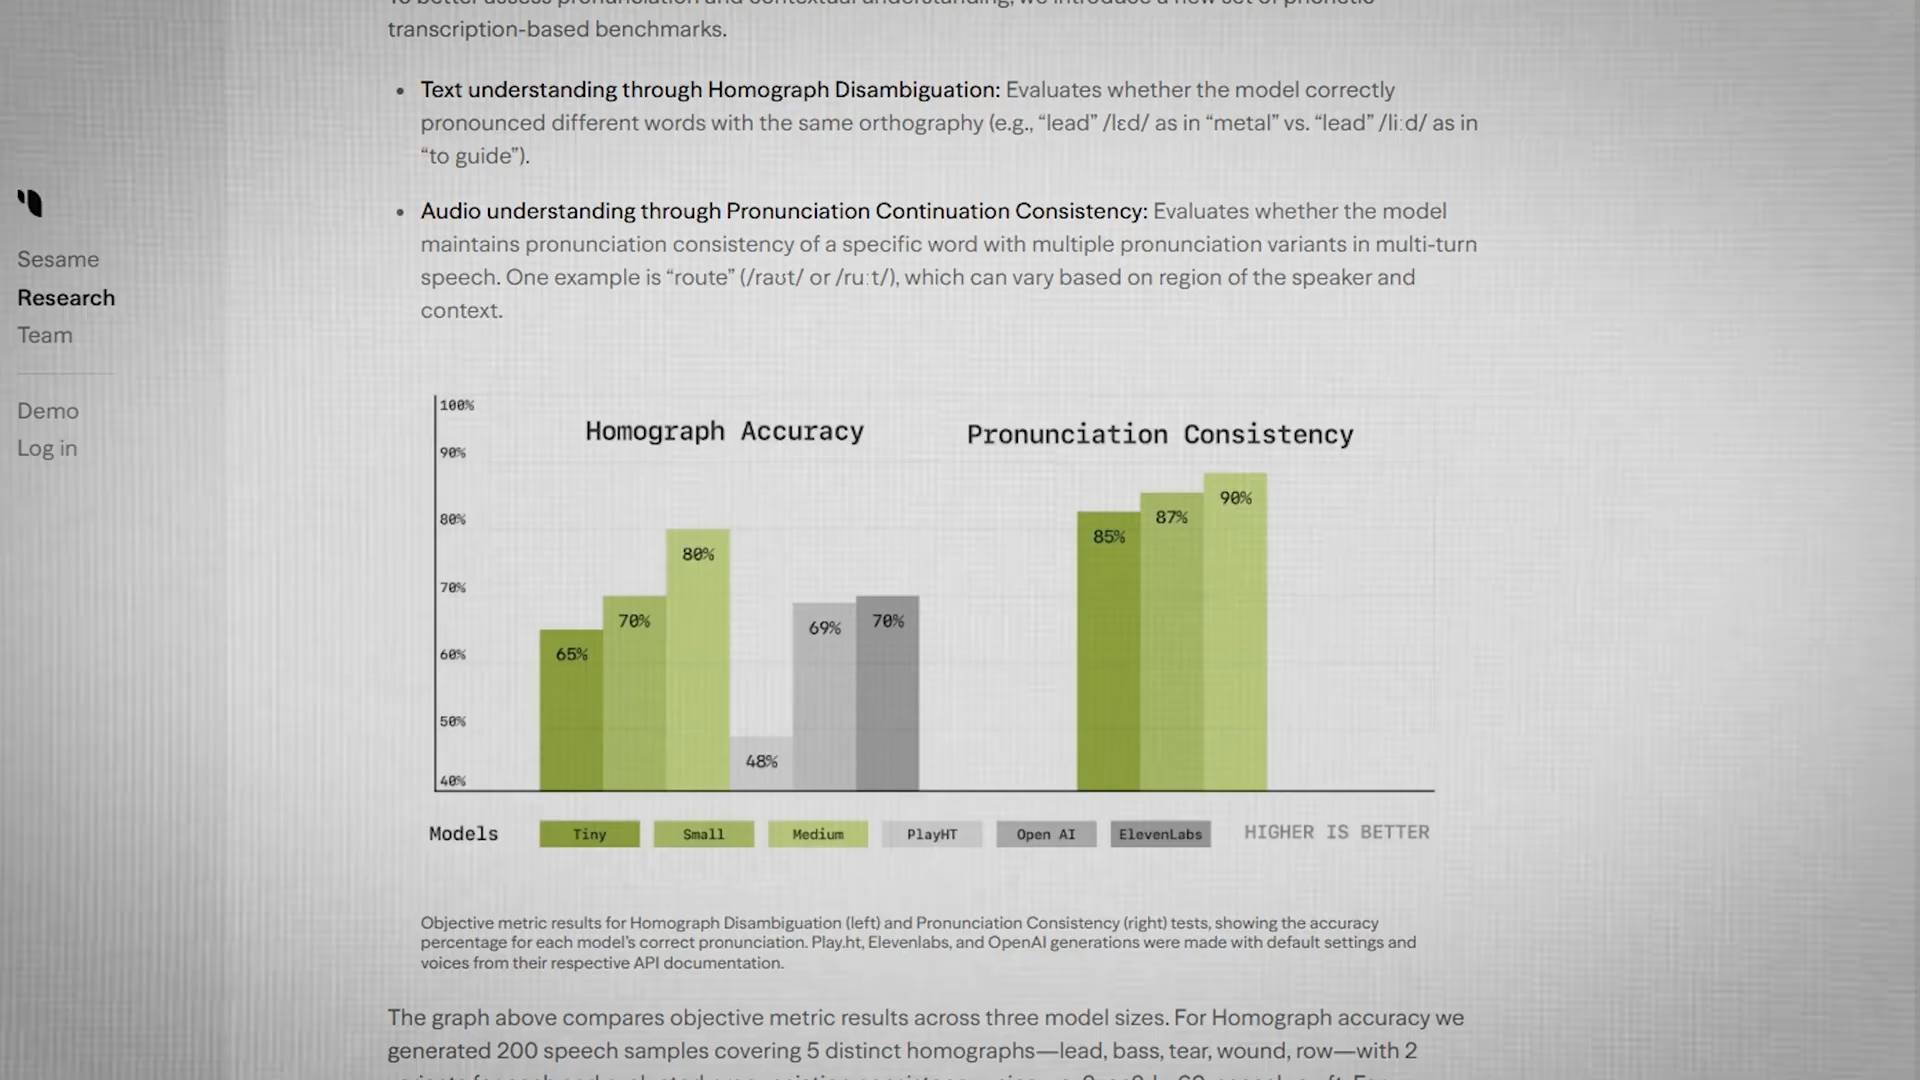 transcription-based benchmarks.
• Text understanding through Homograph Disambiguation: Evaluates whether the model correctly
pronounced different words with the same orthography (e.g., “lead” /lɛd/ as in “metal” vs. “lead” /liːd/ as in
“to guide”).
• Audio understanding through Pronunciation Continuation Consistency: Evaluates whether the model
maintains pronunciation consistency of a specific word with multiple pronunciation variants in multi-turn
speech. One example is “route” (/raʊt/ or /ruːt/), which can vary based on region of the speaker and
context.
Sesame
Research
Team
Demo
Log in
Homograph Accuracy
Pronunciation Consistency
100%
90%
80%
70%
60%
50%
40%
65%
70%
80%
48%
69%
70%
85%
87%
90%
Models
Tiny
Small
Medium
PlayHT
Open AI
ElevenLabs
HIGHER IS BETTER
Objective metric results for Homograph Disambiguation (left) and Pronunciation Consistency (right) tests, showing the accuracy
percentage for each model’s correct pronunciation. Play.ht, Elevenlabs, and OpenAI generations were made with default settings and
voices from their respective API documentation.
The graph above compares objective metric results across three model sizes. For Homograph accuracy we
generated 200 speech samples covering 5 distinct homographs—lead, bass, tear, wound, row—with 2